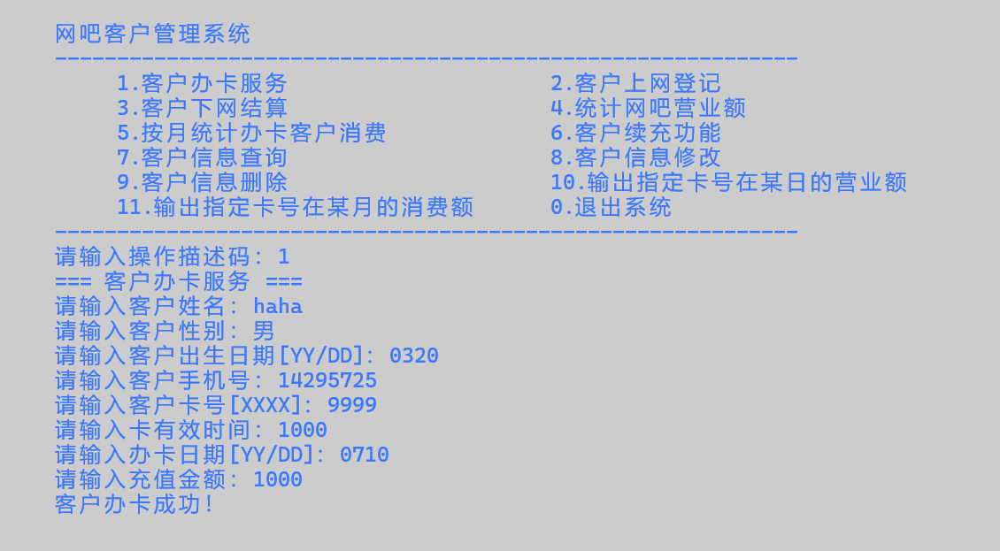 网吧客户管理系统
------------------------------------------------------------
1.客户办卡服务 2.客户上网登记
3.客户下网结算 4.统计网吧营业额
5.按月统计办卡客户消费 6.客户续充功能
7.客户信息查询 8.客户信息修改
9.客户信息删除 10.输出指定卡号在某日的营业额
11.输出指定卡号在某月的消费额 0.退出系统
------------------------------------------------------------
请输入操作描述码: 1
=== 客户办卡服务 ===
请输入客户姓名: haha
请输入客户性别: 男
请输入客户出生日期[YY/DD]: 0320
请输入客户手机号: 14295725
请输入客户卡号[XXXX]: 9999
请输入卡有效时间: 1000
请输入办卡日期[YY/DD]: 0710
请输入充值金额: 1000
客户办卡成功!